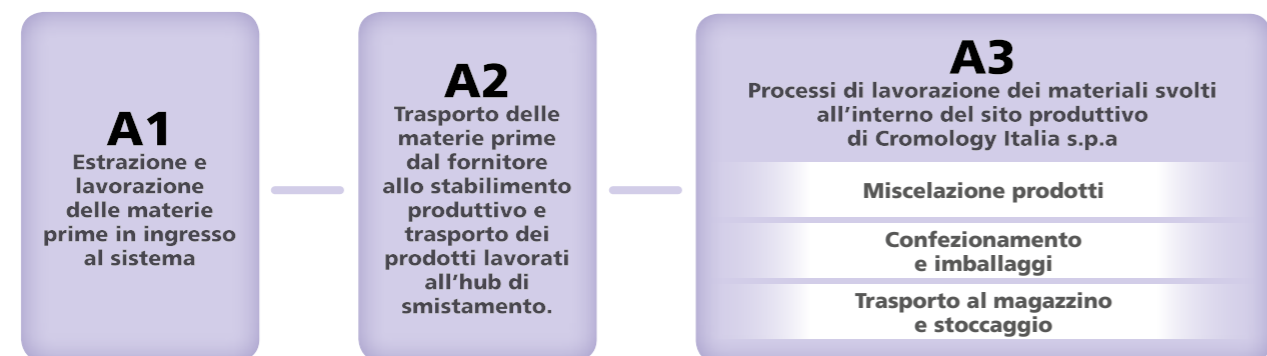 A1
Estrazione e
lavorazione
delle materie
prime in ingresso
al sistema
A2
Trasporto delle
materie prime
dal fornitore
allo stabilimento
produttivo e
trasporto dei
prodotti lavorati
all’hub di
smistamento.
A3
Processi di lavorazione dei materiali svolti
all’interno del sito produttivo
di Cromology Italia s.p.a
Miscelazione prodotti
Confezionamento
e imballaggi
Trasporto al magazzino
e stoccaggio